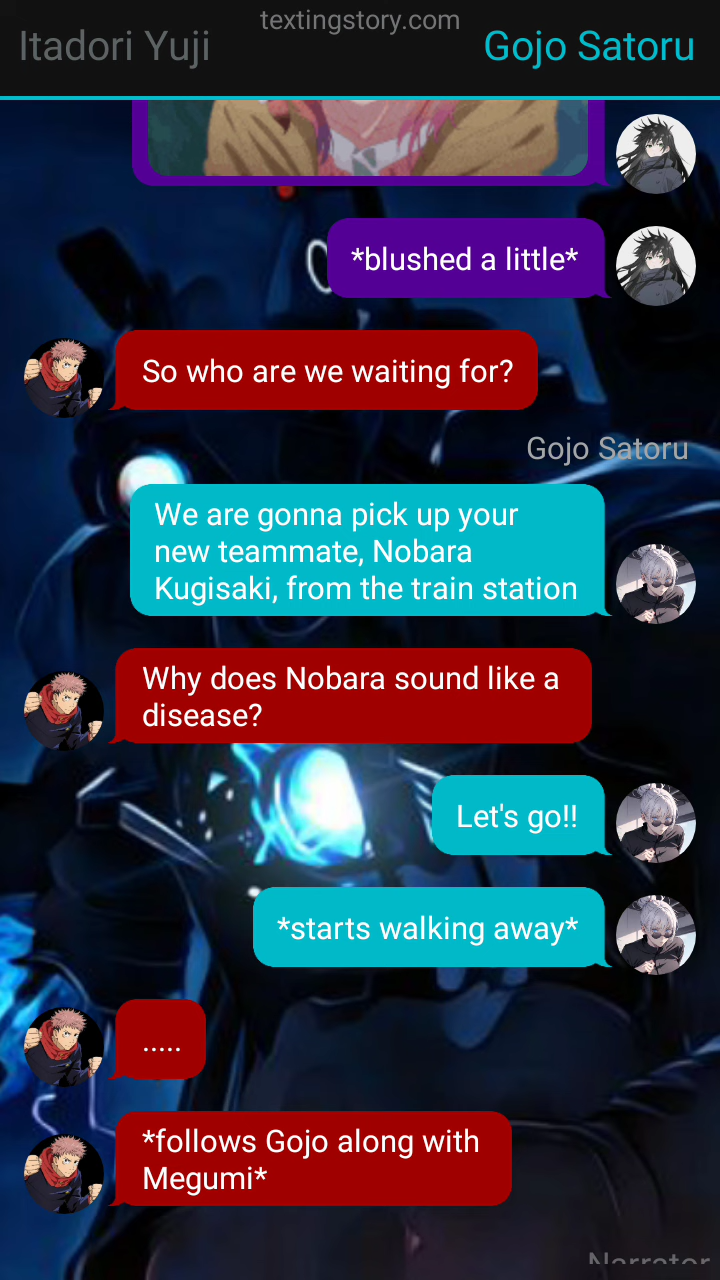 textingstory.com
Itadori Yuji
Gojo Satoru
*blushed a little*
So who are we waiting for?
Gojo Satoru
We are gonna pick up your
new teammate, Nobara
Kugisaki, from the train station
Why does Nobara sound like a
disease?
Let's go!!
*starts walking away*
.....
*follows Gojo along with
Megumi*
Narrator